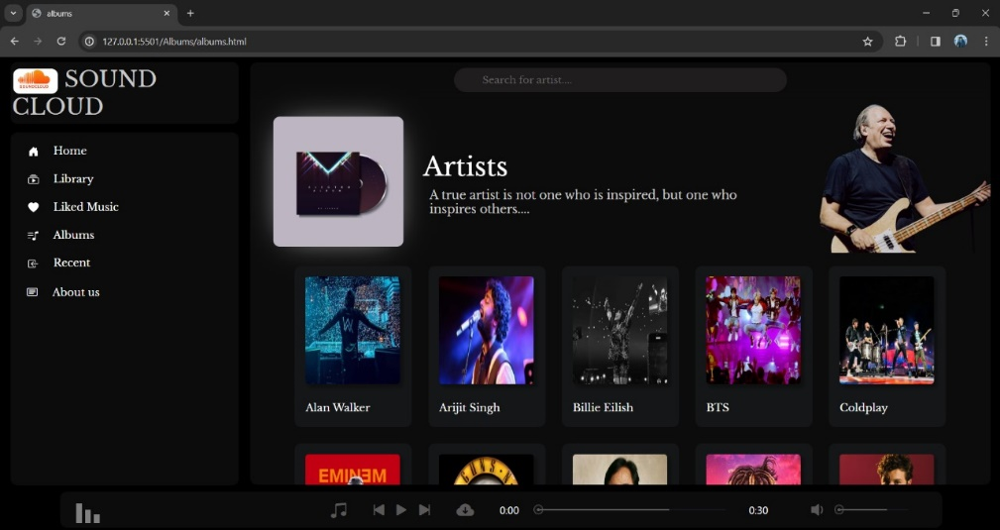 albums
127.0.0.1:5501/Albums/albums.html
SOUNDCLOUD
SOUND
CLOUD
Home
Library
Liked Music
Albums
Recent
About us
Search for artist....
Artists
A true artist is not one who is inspired, but one who
inspires others....
Alan Walker
Arijit Singh
Billie Eilish
BTS
Coldplay
EMINEM
0:00
0:30